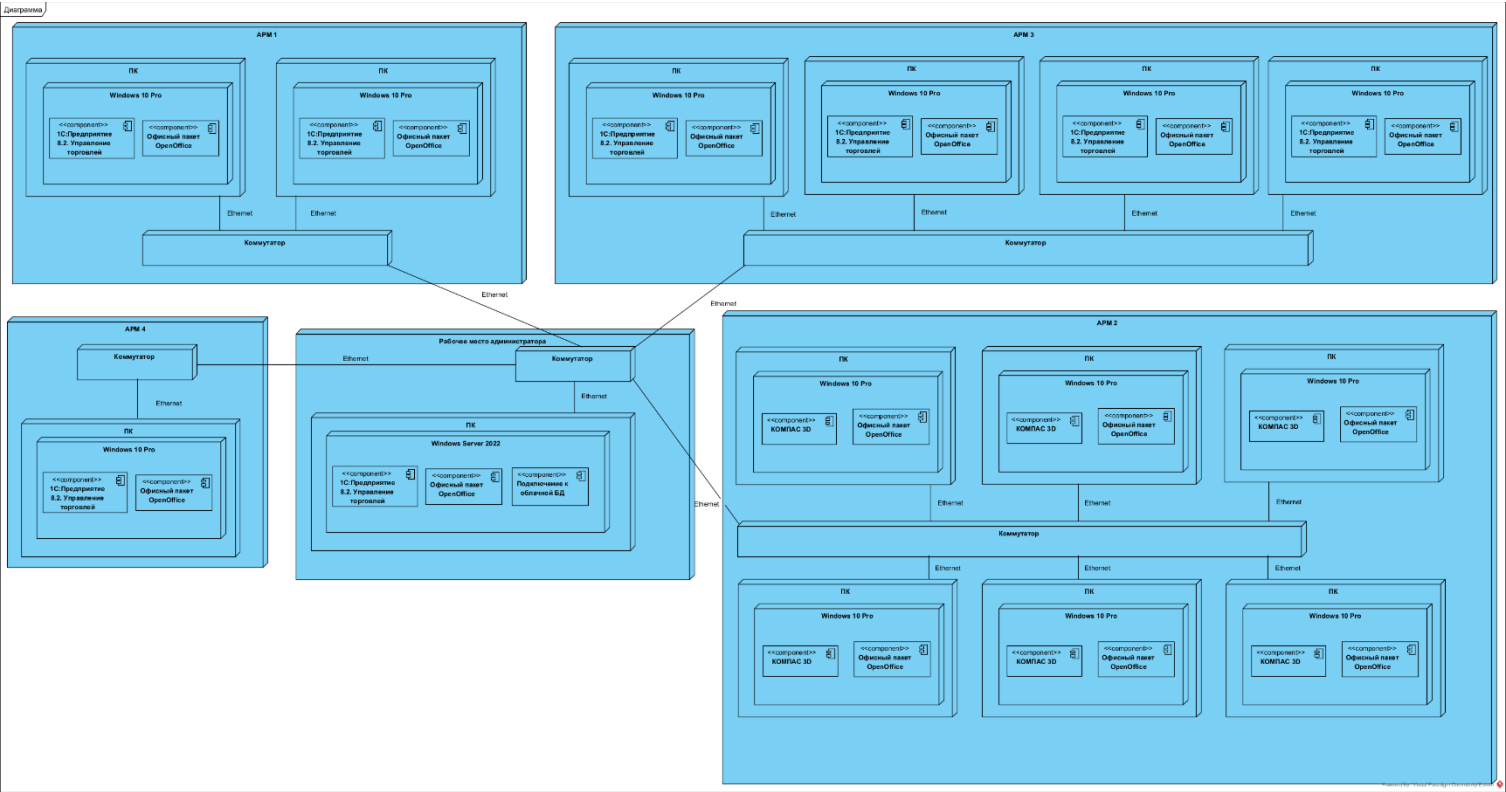 Диаграмма
АРМ 1
ПК
Windows 10 Pro
<<component>>
1С:Предприятие
8.2. Управление
торговлей
<<component>>
Офисный пакет
OpenOffice
ПК
Windows 10 Pro
<<component>>
1С:Предприятие
8.2. Управление
торговлей
<<component>>
Офисный пакет
OpenOffice
Ethernet
Ethernet
Коммутатор
АРМ 3
ПК
Windows 10 Pro
<<component>>
1С:Предприятие
8.2. Управление
торговлей
<<component>>
Офисный пакет
OpenOffice
ПК
Windows 10 Pro
<<component>>
1С:Предприятие
8.2. Управление
торговлей
<<component>>
Офисный пакет
OpenOffice
ПК
Windows 10 Pro
<<component>>
1С:Предприятие
8.2. Управление
торговлей
<<component>>
Офисный пакет
OpenOffice
ПК
Windows 10 Pro
<<component>>
1С:Предприятие
8.2. Управление
торговлей
<<component>>
Офисный пакет
OpenOffice
Ethernet
Ethernet
Ethernet
Ethernet
Коммутатор
Ethernet
Ethernet
АРМ 4
Коммутатор
Ethernet
ПК
Windows 10 Pro
<<component>>
1С:Предприятие
8.2. Управление
торговлей
<<component>>
Офисный пакет
OpenOffice
Ethernet
Рабочее место администратора
Коммутатор
Ethernet
ПК
Windows Server 2022
<<component>>
1С:Предприятие
8.2. Управление
торговлей
<<component>>
Офисный пакет
OpenOffice
<<component>>
Подключение к
облачной БД
Ethernet
АРМ 2
ПК
Windows 10 Pro
<<component>>
КОМПАС 3D
<<component>>
Офисный пакет
OpenOffice
ПК
Windows 10 Pro
<<component>>
КОМПАС 3D
<<component>>
Офисный пакет
OpenOffice
ПК
Windows 10 Pro
<<component>>
КОМПАС 3D
<<component>>
Офисный пакет
OpenOffice
Ethernet
Ethernet
Ethernet
Коммутатор
Ethernet
Ethernet
Ethernet
ПК
Windows 10 Pro
<<component>>
КОМПАС 3D
<<component>>
Офисный пакет
OpenOffice
ПК
Windows 10 Pro
<<component>>
КОМПАС 3D
<<component>>
Офисный пакет
OpenOffice
ПК
Windows 10 Pro
<<component>>
КОМПАС 3D
<<component>>
Офисный пакет
OpenOffice
Powered By Visual Paradigm Community Edition